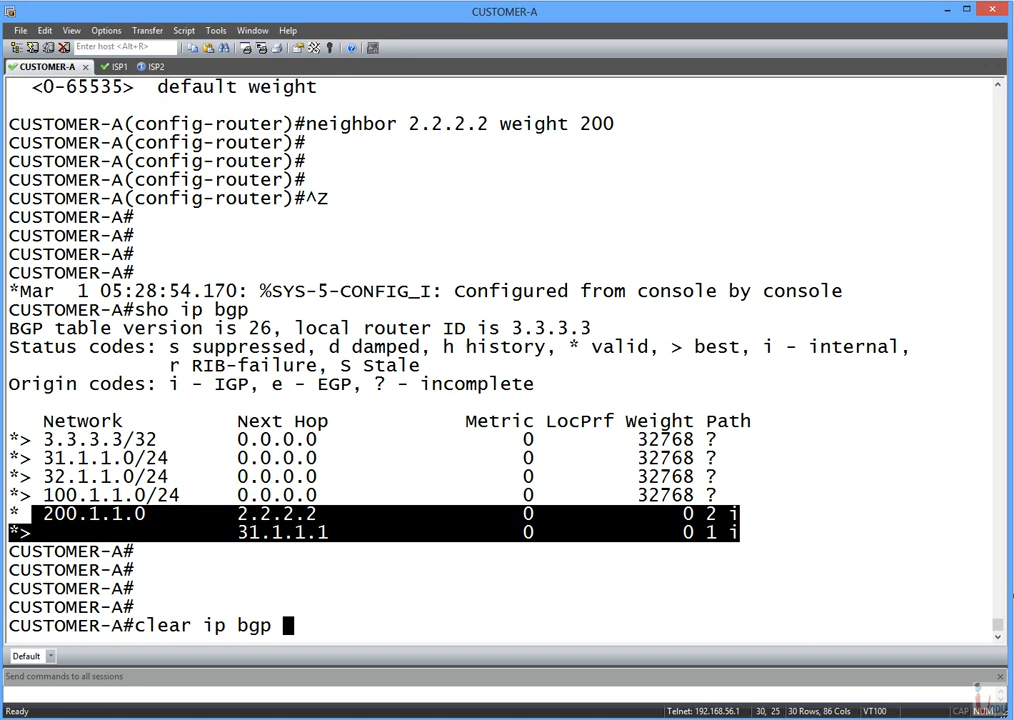 CUSTOMER-A
File Edit View Options Transfer Script Tools Window Help
Enter host <Alt+R>
CUSTOMER-A × ISP1 ISP2
<0-65535>  default weight
CUSTOMER-A(config-router)#neighbor 2.2.2.2 weight 200
CUSTOMER-A(config-router)#
CUSTOMER-A(config-router)#
CUSTOMER-A(config-router)#
CUSTOMER-A(config-router)#^Z
CUSTOMER-A#
CUSTOMER-A#
CUSTOMER-A#
CUSTOMER-A#
*Mar  1 05:28:54.170: %SYS-5-CONFIG_I: Configured from console by console
CUSTOMER-A#sho ip bgp
BGP table version is 26, local router ID is 3.3.3.3
Status codes: s suppressed, d damped, h history, * valid, > best, i - internal,
r RIB-failure, S Stale
Origin codes: i - IGP, e - EGP, ? - incomplete
Network Next Hop Metric LocPrf Weight Path
*> 3.3.3.3/32 0.0.0.0 0 32768 ?
*> 31.1.1.0/24 0.0.0.0 0 32768 ?
*> 32.1.1.0/24 0.0.0.0 0 32768 ?
*> 100.1.1.0/24 0.0.0.0 0 32768 ?
* 200.1.1.0 2.2.2.2 0 0 2 i
*> 31.1.1.1 0 0 1 i
CUSTOMER-A#
CUSTOMER-A#
CUSTOMER-A#
CUSTOMER-A#
CUSTOMER-A#clear ip bgp
Default
Send commands to all sessions
Ready Telnet: 192.168.56.1 30, 25 30 Rows, 86 Cols VT100 CAP NUM